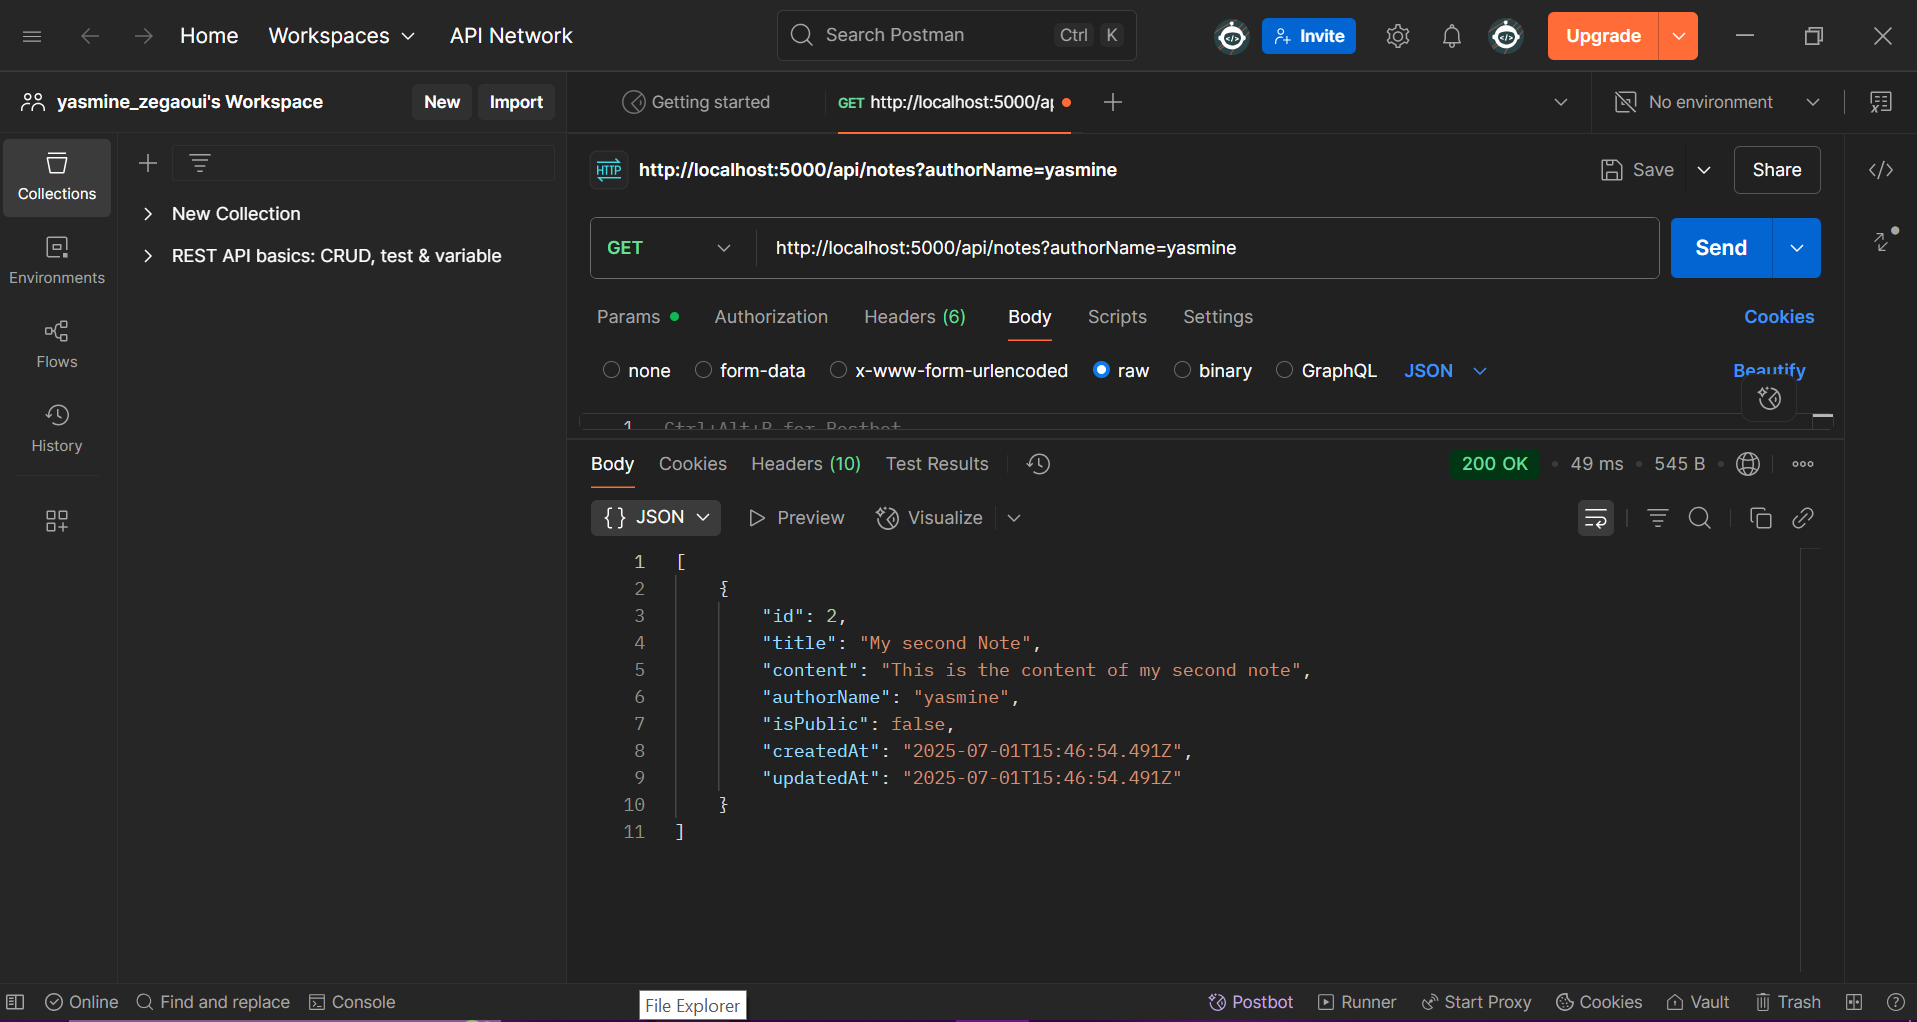 Home Workspaces API Network Search Postman Ctrl K Invite Upgrade
yasmine_zegaoui's Workspace New Import Getting started GET http://localhost:5000/ap No environment
HTTP http://localhost:5000/api/notes?authorName=yasmine Save Share
Collections
New Collection
REST API basics: CRUD, test & variable
Environments
Flows
History
GET http://localhost:5000/api/notes?authorName=yasmine Send
Params Authorization Headers (6) Body Scripts Settings Cookies
none form-data x-www-form-urlencoded raw binary GraphQL JSON Beautify
1 Ctrl+Alt+P for Postbot
Body Cookies Headers (10) Test Results 200 OK 49 ms 545 B
{} JSON Preview Visualize
1 [
2 {
3 "id": 2,
4 "title": "My second Note",
5 "content": "This is the content of my second note",
6 "authorName": "yasmine",
7 "isPublic": false,
8 "createdAt": "2025-07-01T15:46:54.491Z",
9 "updatedAt": "2025-07-01T15:46:54.491Z"
10 }
11 ]
Online Find and replace Console File Explorer Postbot Runner Start Proxy Cookies Vault Trash